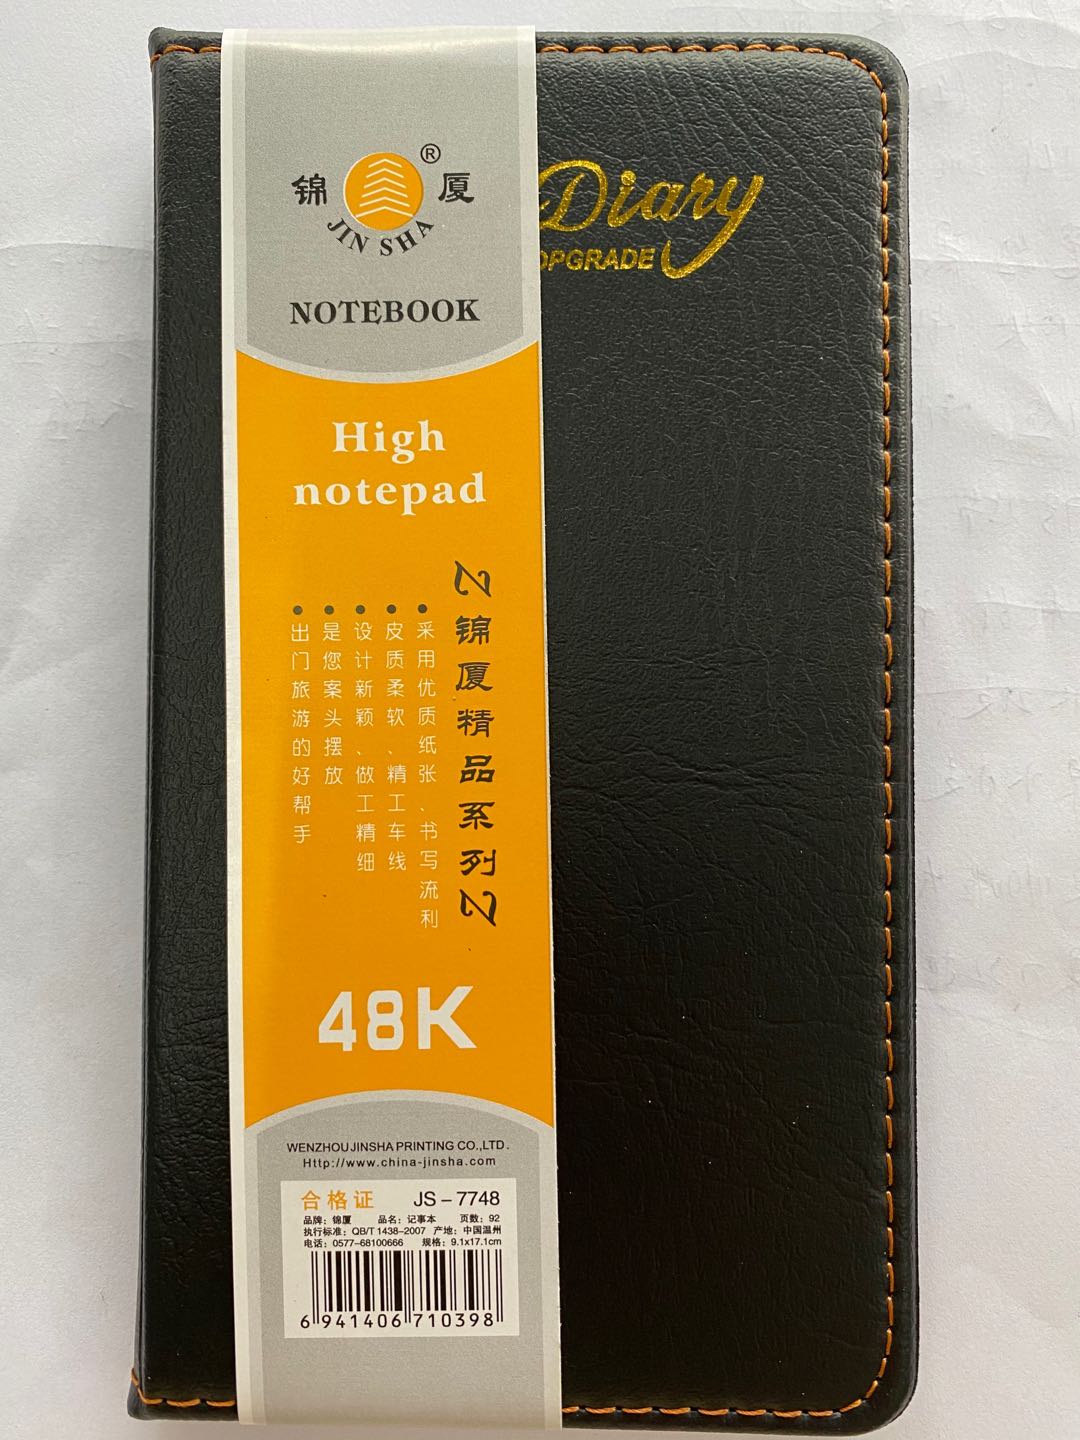 锦 ® 厦
JIN SHA
NOTEBOOK
Diary
OPGRADE
High
notepad
锦厦精品系列
采用优质纸张、书写流利
皮质柔软、精工车线
设计新颖、做工精细
是您案头摆放
出门旅游的好帮手
48K
WENZHOUJINSHA PRINTING CO.,LTD.
Http://www.china-jinsha.com
合格证 JS-7748
品牌：锦厦 品名：记事本 页数：92
执行标准：QB/T 1438-2007 产地：中国温州
电话：0577-68100666 规格：9.1x17.1cm
6 941406 710398